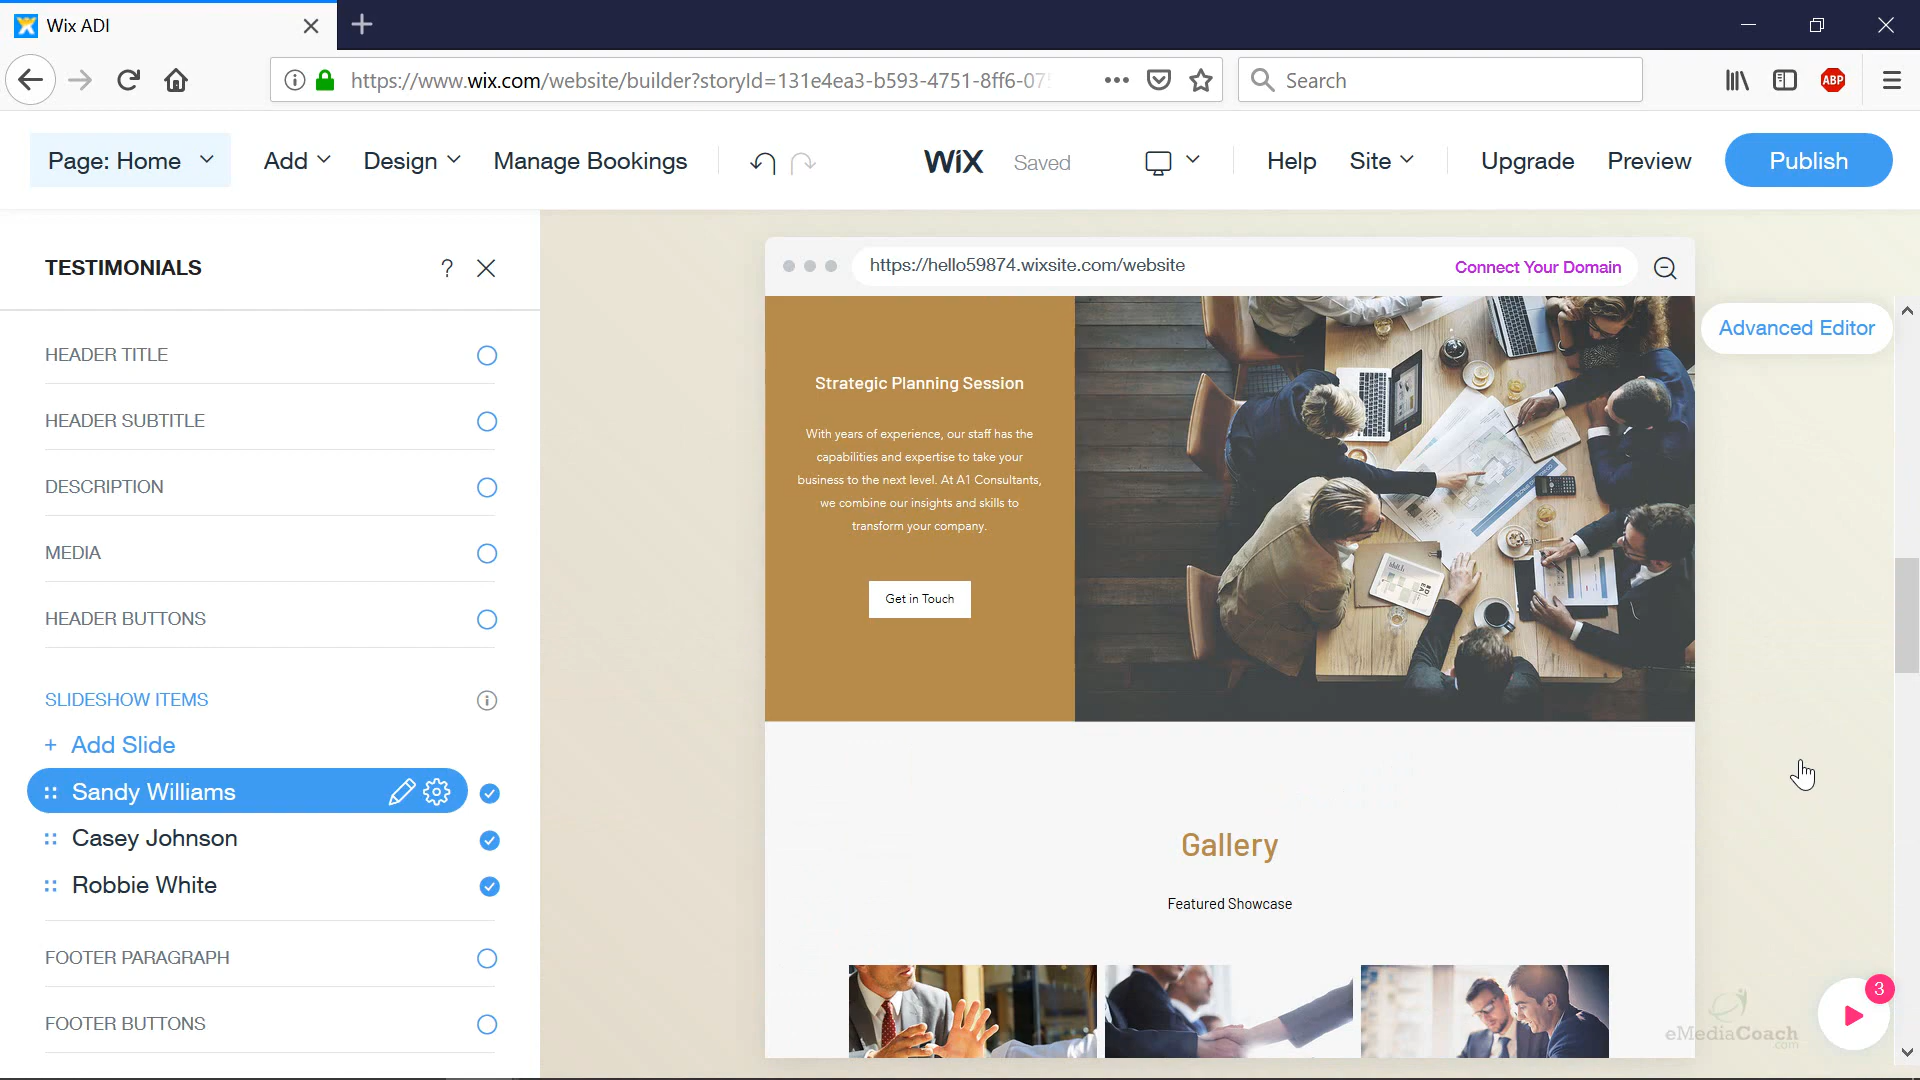 Wix ADI
https://www.wix.com/website/builder?storyId=131e4ea3-b593-4751-8ff6-07
Search
ABP
Page: Home
Add
Design
Manage Bookings
WiX
Saved
Help
Site
Upgrade
Preview
Publish
TESTIMONIALS
?
HEADER TITLE
HEADER SUBTITLE
DESCRIPTION
MEDIA
HEADER BUTTONS
SLIDESHOW ITEMS
+ Add Slide
Sandy Williams
Casey Johnson
Robbie White
FOOTER PARAGRAPH
FOOTER BUTTONS
https://hello59874.wixsite.com/website
Connect Your Domain
Advanced Editor
Strategic Planning Session
With years of experience, our staff has the
capabilities and expertise to take your
business to the next level. At A1 Consultants,
we combine our insights and skills to
transform your company.
Get in Touch
Gallery
Featured Showcase
3
eMediaCoach
.com